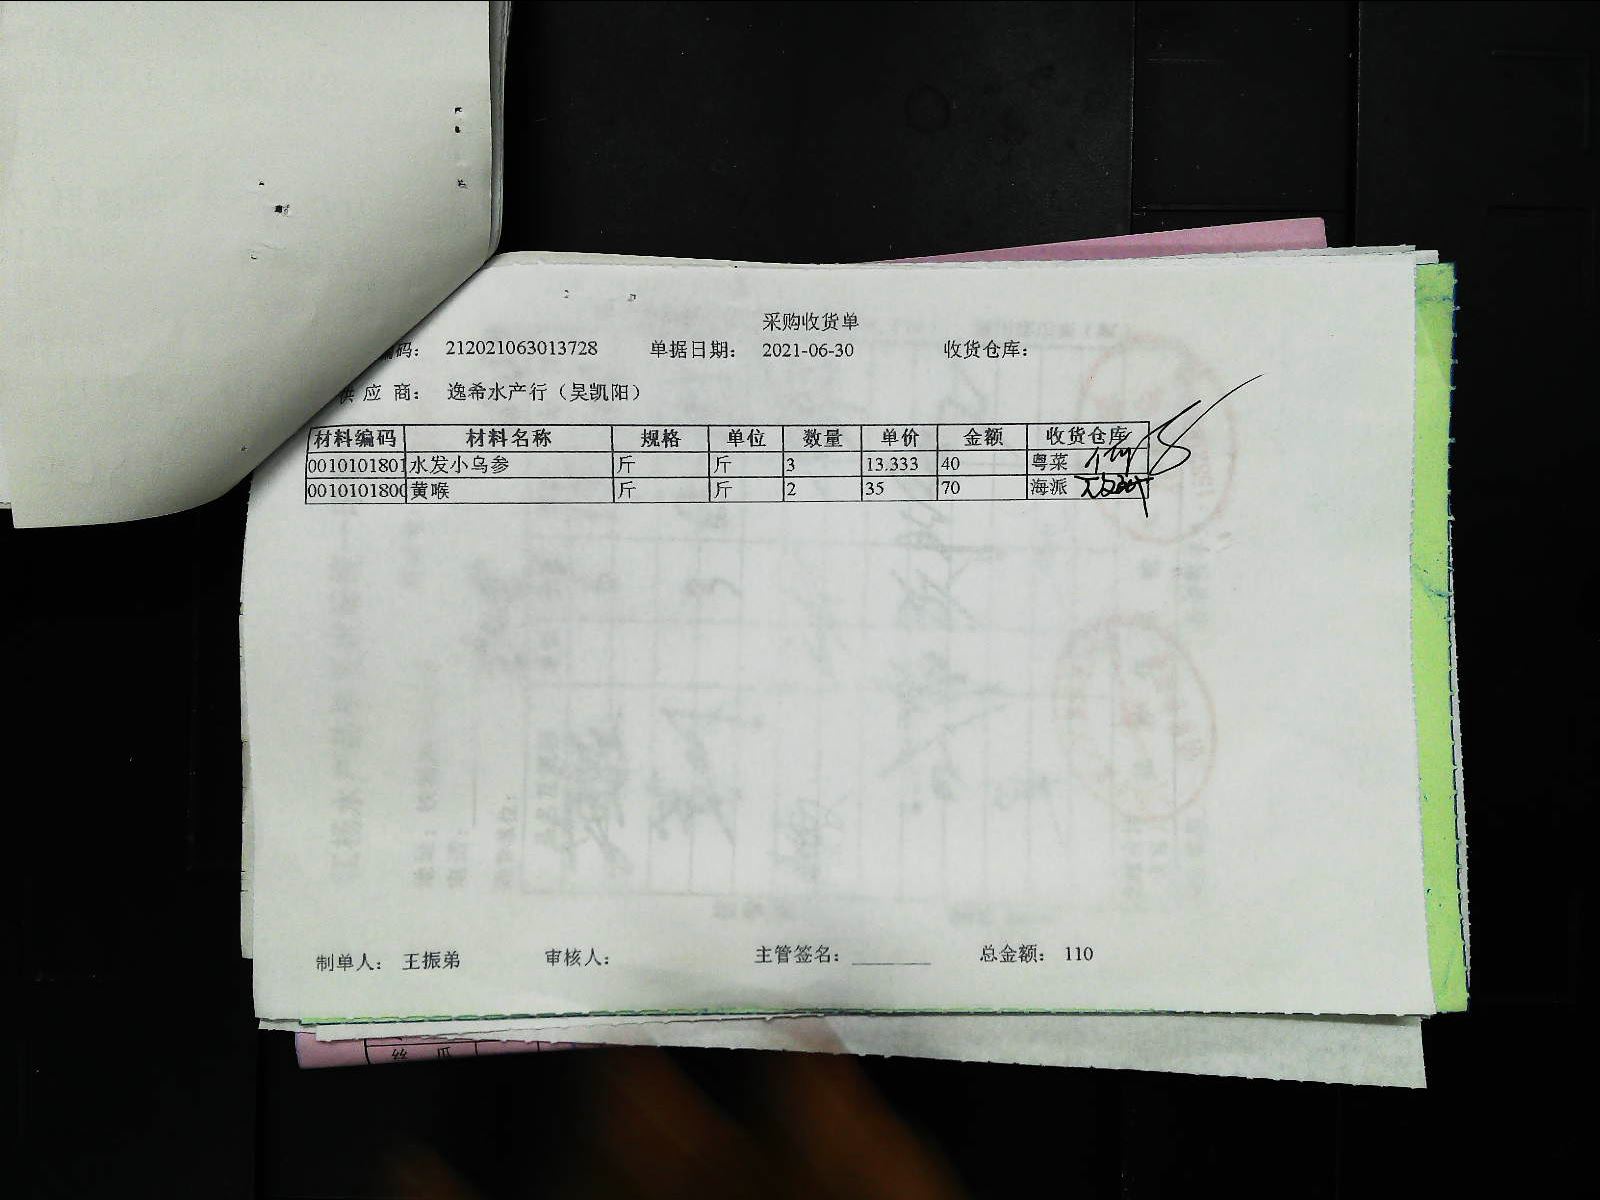 采购收货单
编码： 212021063013728 单据日期： 2021-06-30 收货仓库：
供 应 商： 逸希水产行（吴凯阳）
材料编码 材料名称 规格 单位 数量 单价 金额 收货仓库
0010101801 水发小乌参 斤 斤 3 13.333 40 粤菜
0010101800 黄喉 斤 斤 2 35 70 海派
制单人： 王振弟 审核人： 主管签名：________ 总金额： 110
丝 瓜